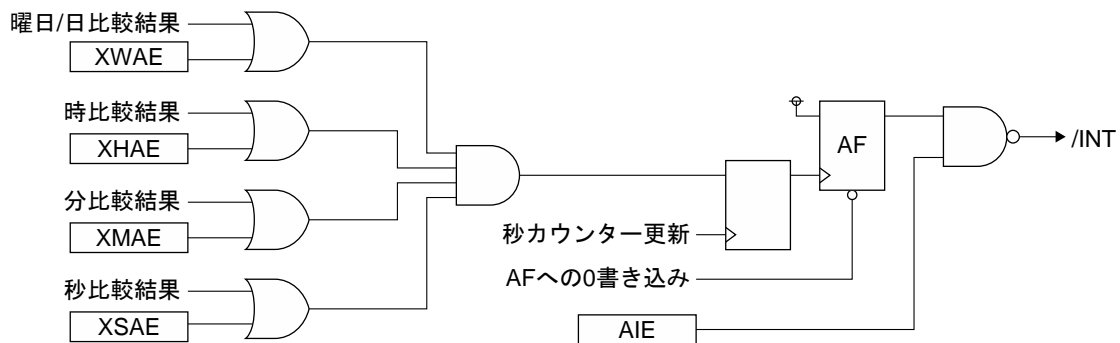 曜日/日比較結果
XWAE
時比較結果
XHAE
分比較結果
XMAE
秒比較結果
XSAE
秒カウンター更新
AFへの0書き込み
AIE
AF
/INT